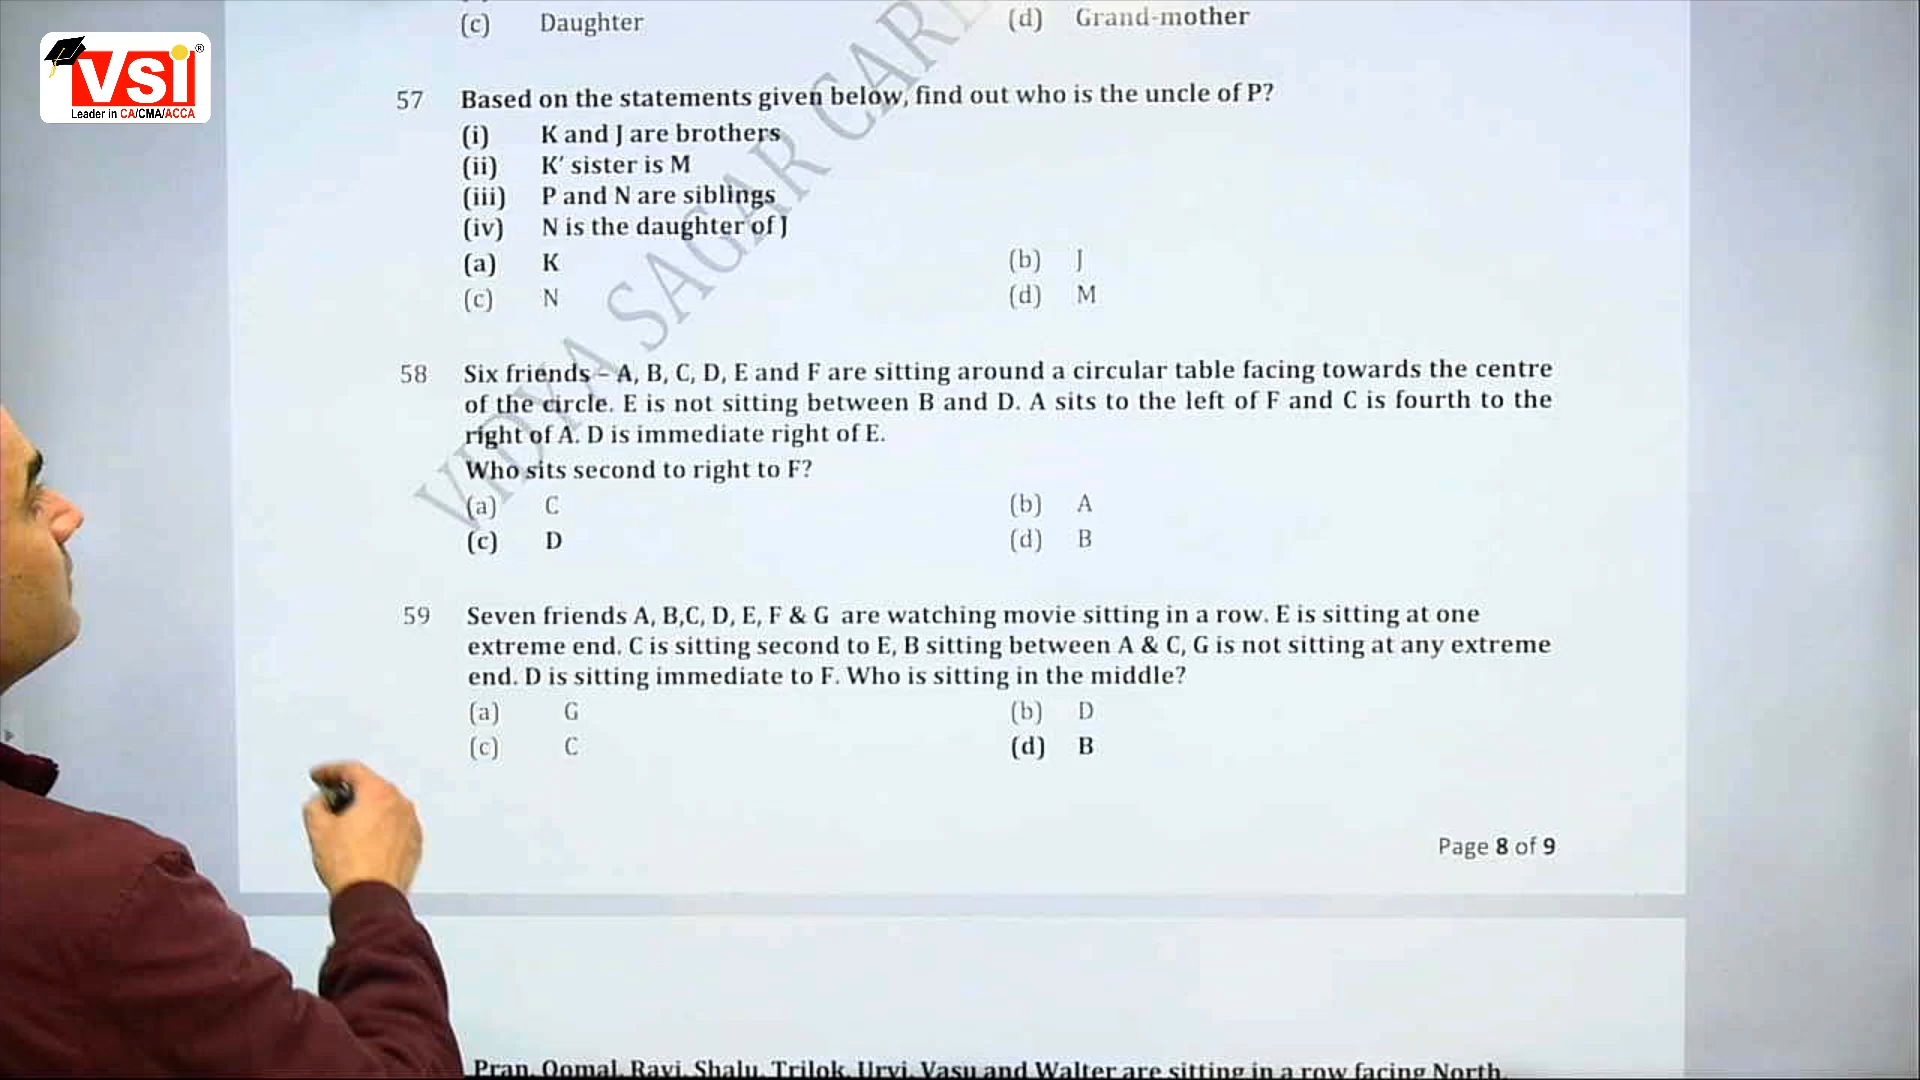 (c) Daughter (d) Grand-mother
VSI ®
Leader in CA/CMA/ACCA
57 Based on the statements given below, find out who is the uncle of P?
(i) K and J are brothers
(ii) K' sister is M
(iii) P and N are siblings
(iv) N is the daughter of J
(a) K (b) J
(c) N (d) M
VIDYA SAGAR CARE
58 Six friends – A, B, C, D, E and F are sitting around a circular table facing towards the centre
of the circle. E is not sitting between B and D. A sits to the left of F and C is fourth to the
right of A. D is immediate right of E.
Who sits second to right to F?
(a) C (b) A
(c) D (d) B
59 Seven friends A, B,C, D, E, F & G are watching movie sitting in a row. E is sitting at one
extreme end. C is sitting second to E, B sitting between A & C, G is not sitting at any extreme
end. D is sitting immediate to F. Who is sitting in the middle?
(a) G (b) D
(c) C (d) B
Page 8 of 9
Pran, Oomal, Ravi, Shalu, Trilok, Urvi, Vasu and Walter are sitting in a row facing North.